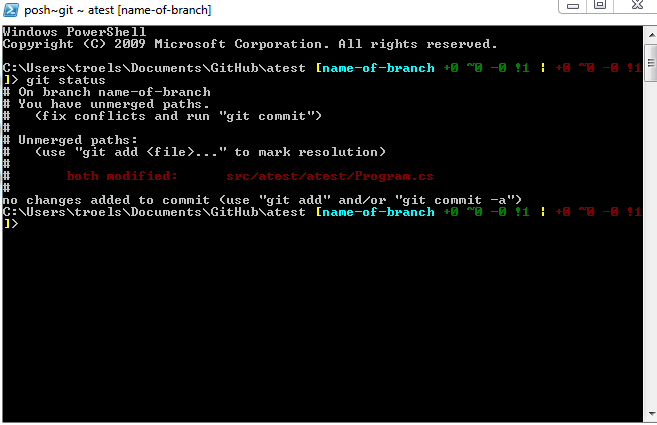 posh~git ~ atest [name-of-branch]
Windows PowerShell
Copyright (C) 2009 Microsoft Corporation. All rights reserved.
C:\Users\troels\Documents\GitHub\atest [name-of-branch +0 ~0 -0 !1 | +0 ~0 -0 !1
]> git status
# On branch name-of-branch
# You have unmerged paths.
#   (fix conflicts and run "git commit")
#
# Unmerged paths:
#   (use "git add <file>..." to mark resolution)
#
#       both modified:      src/atest/atest/Program.cs
#
no changes added to commit (use "git add" and/or "git commit -a")
C:\Users\troels\Documents\GitHub\atest [name-of-branch +0 ~0 -0 !1 | +0 ~0 -0 !1
]>